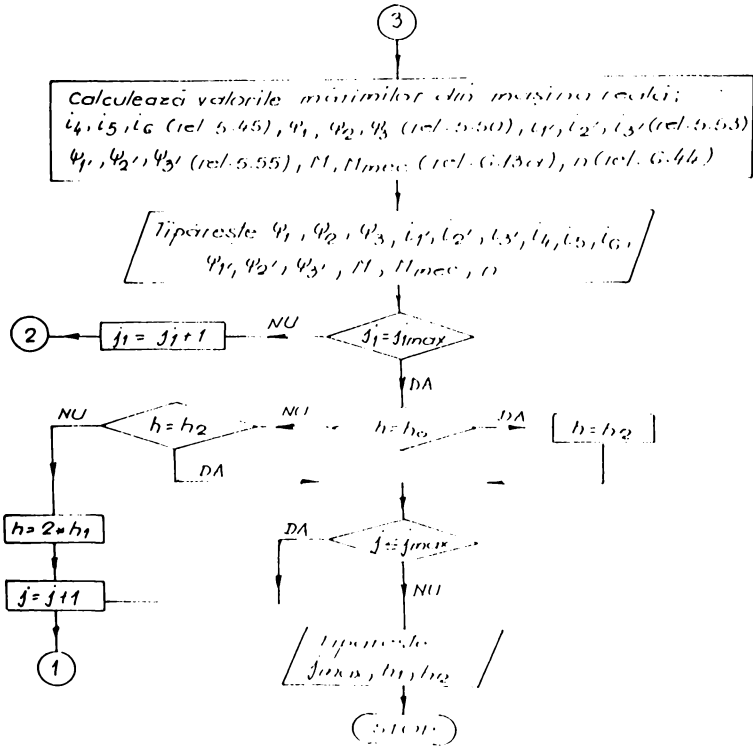 3
Calculează valorile mărimilor din mașina reală:
i4, i5, i6 (rel. 5.45), Ψ1, Ψ2, Ψ3 (rel. 5.50), i1', i2', i3' (rel. 5.53)
Ψ1', Ψ2', Ψ3' (rel. 5.55), M, Mmec (rel. 6.13a), n (rel. 6.44)
Tipărește Ψ1, Ψ2, Ψ3, i1', i2', i3', i4, i5, i6,
Ψ1', Ψ2', Ψ3', M, Mmec, n
2
j1 = j1 + 1
NU
j1 = j1max
DA
NU
h = h2
NU
h = h0
DA
h = h2
DA
h = 2*h1
DA
j = jmax
j = j+1
NU
1
Tipărește
jmax, h1, h2
STOP